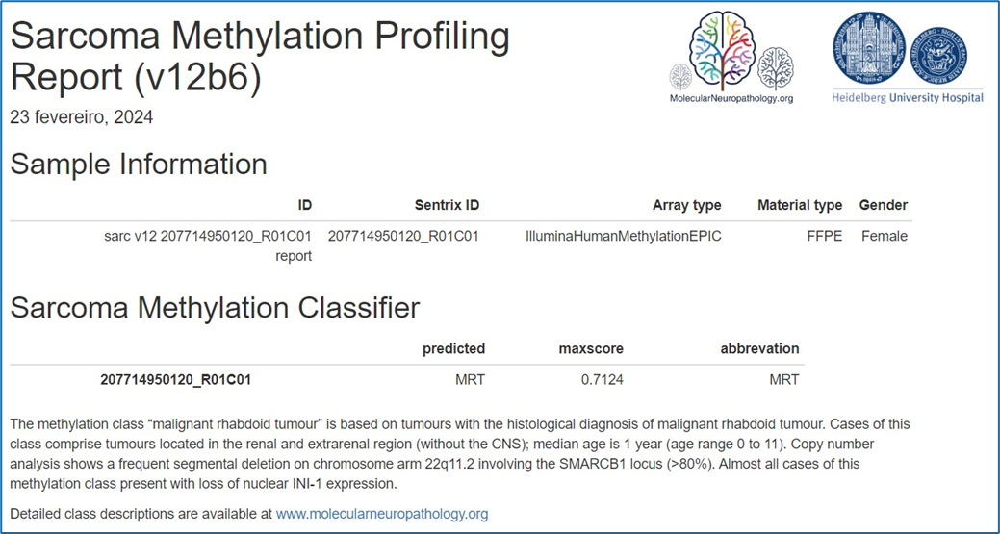 Sarcoma Methylation Profiling
Report (v12b6)
MolecularNeuropathology.org
Heidelberg University Hospital
23 fevereiro, 2024
Sample Information
ID Sentrix ID Array type Material type Gender
sarc v12 207714950120_R01C01 207714950120_R01C01 IlluminaHumanMethylationEPIC FFPE Female
report
Sarcoma Methylation Classifier
predicted maxscore abbrevation
207714950120_R01C01 MRT 0.7124 MRT
The methylation class “malignant rhabdoid tumour” is based on tumours with the histological diagnosis of malignant rhabdoid tumour. Cases of this
class comprise tumours located in the renal and extrarenal region (without the CNS); median age is 1 year (age range 0 to 11). Copy number
analysis shows a frequent segmental deletion on chromosome arm 22q11.2 involving the SMARCB1 locus (>80%). Almost all cases of this
methylation class present with loss of nuclear INI-1 expression.
Detailed class descriptions are available at www.molecularneuropathology.org